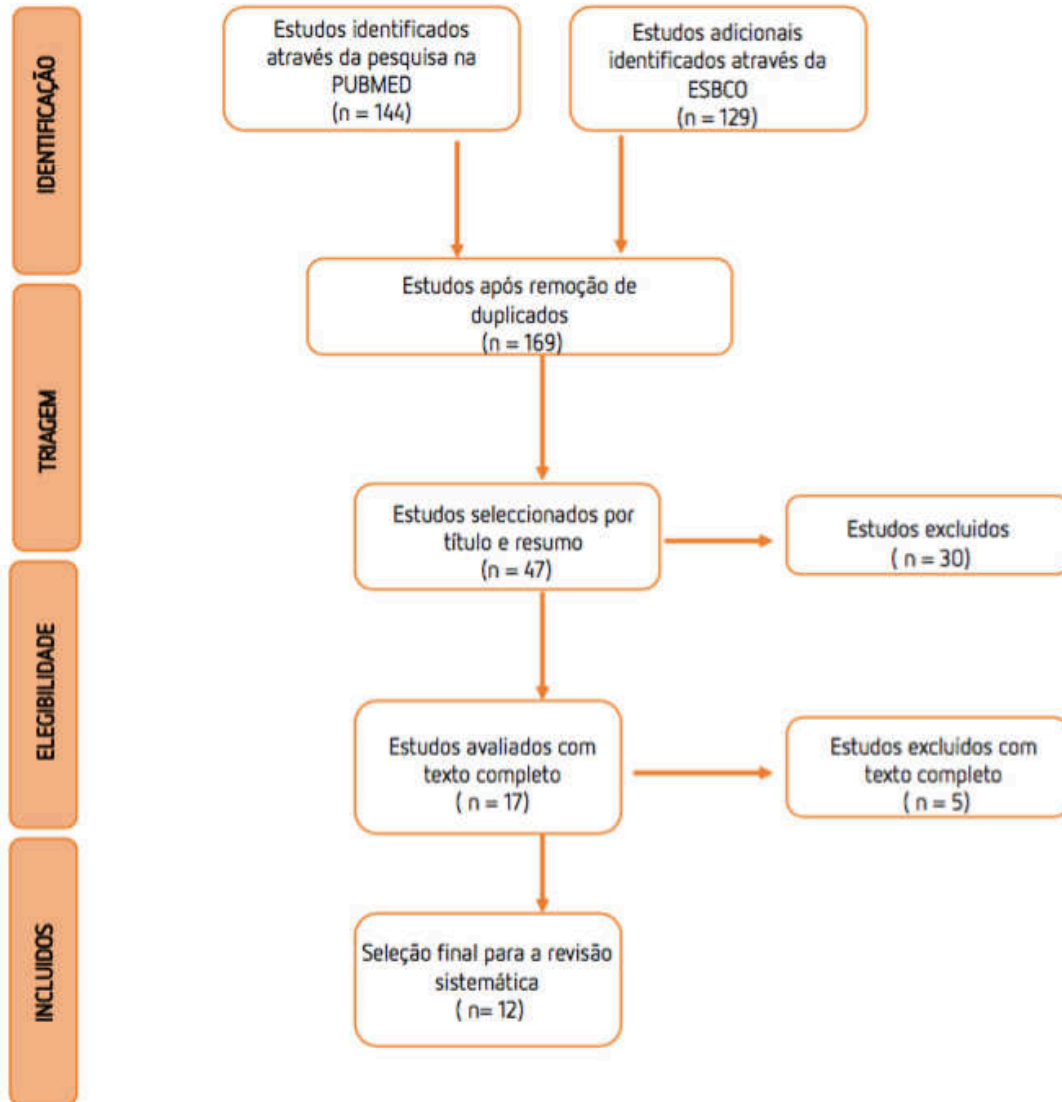 IDENTIFICAÇÃO
Estudos identificados
através da pesquisa na
PUBMED
(n = 144)
Estudos adicionais
identificados através da
ESBCO
(n = 129)
TRIAGEM
Estudos após remoção de
duplicados
(n = 169)
Estudos seleccionados por
título e resumo
(n = 47)
Estudos excluidos
( n = 30)
ELEGIBILIDADE
Estudos avaliados com
texto completo
( n = 17)
Estudos excluidos com
texto completo
( n = 5)
INCLUIDOS
Seleção final para a revisão
sistemática
( n= 12)